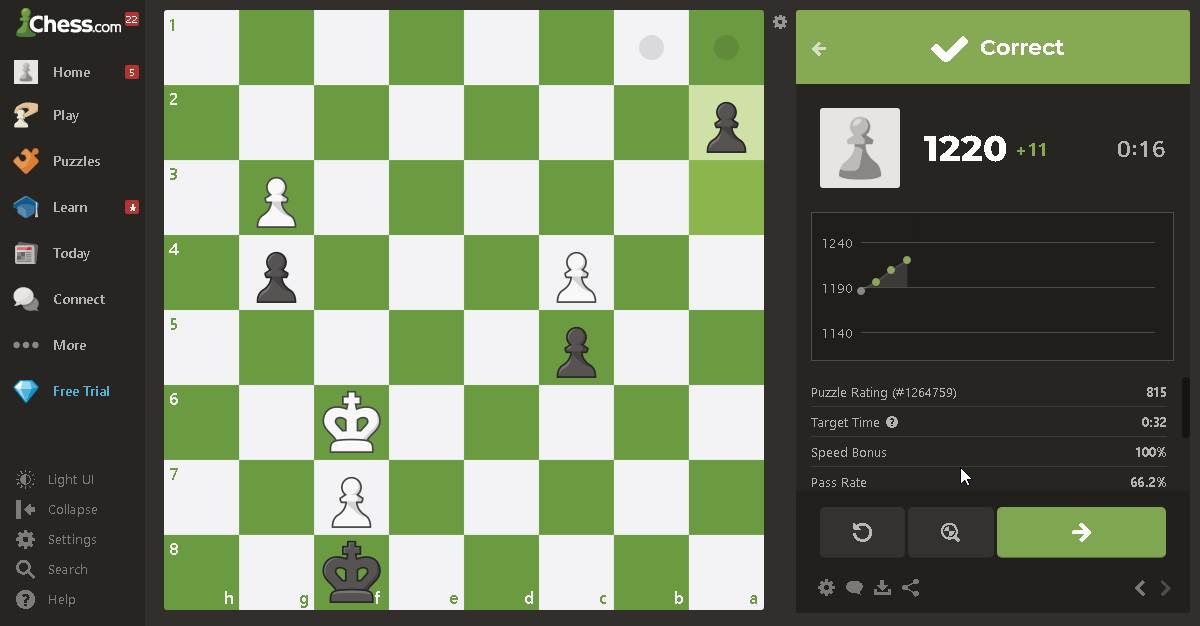 Chess.com 22
Home 5
Play
Puzzles
Learn
Today
Connect
More
Free Trial
Light UI
Collapse
Settings
Search
Help
1
2
3
4
5
6
7
8
h g f e d c b a
Correct
1220 +11 0:16
1240
1190
1140
Puzzle Rating (#1264759) 815
Target Time ? 0:32
Speed Bonus 100%
Pass Rate 66.2%